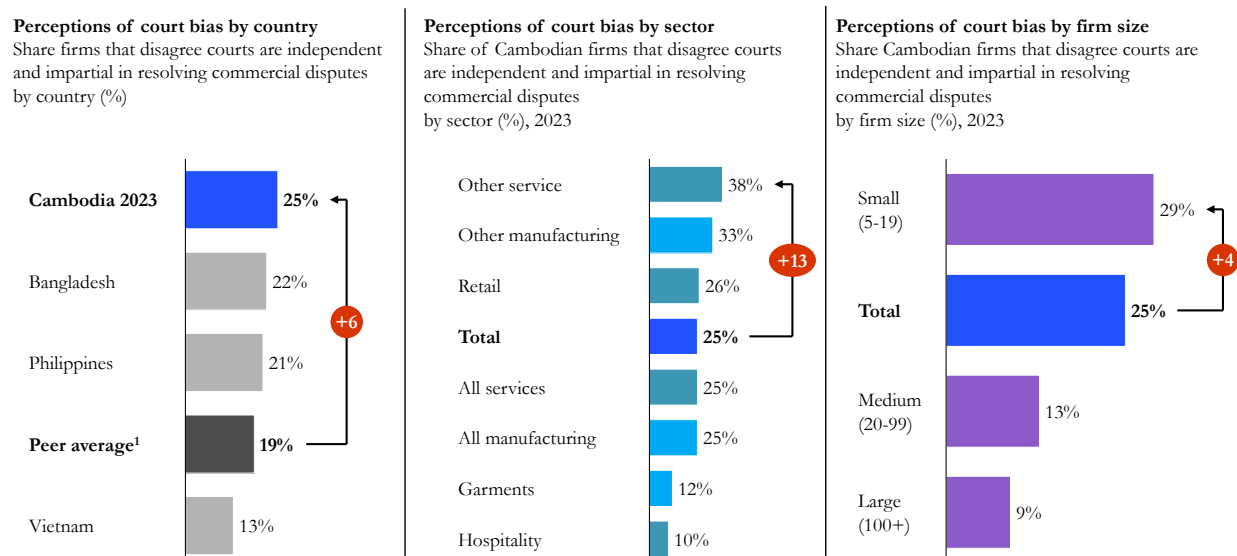 Perceptions of court bias by country
Share firms that disagree courts are independent
and impartial in resolving commercial disputes
by country (%)
Cambodia 2023
25%
Bangladesh
22%
Philippines
21%
Peer average¹
19%
Vietnam
13%
+6
Perceptions of court bias by sector
Share of Cambodian firms that disagree courts
are independent and impartial in resolving
commercial disputes
by sector (%), 2023
Other service
38%
Other manufacturing
33%
Retail
26%
Total
25%
All services
25%
All manufacturing
25%
Garments
12%
Hospitality
10%
+13
Perceptions of court bias by firm size
Share Cambodian firms that disagree courts are
independent and impartial in resolving
commercial disputes
by firm size (%), 2023
Small
(5-19)
29%
Total
25%
Medium
(20-99)
13%
Large
(100+)
9%
+4